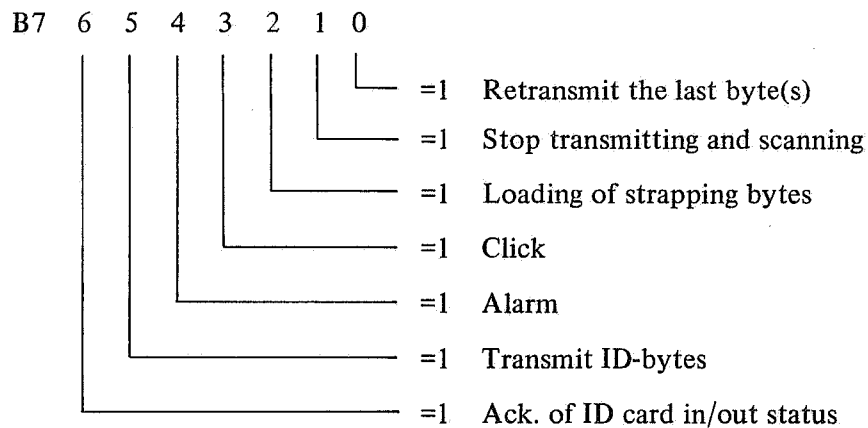 B7 6 5 4 3 2 1 0
=1 Retransmit the last byte(s)
=1 Stop transmitting and scanning
=1 Loading of strapping bytes
=1 Click
=1 Alarm
=1 Transmit ID-bytes
=1 Ack. of ID card in/out status